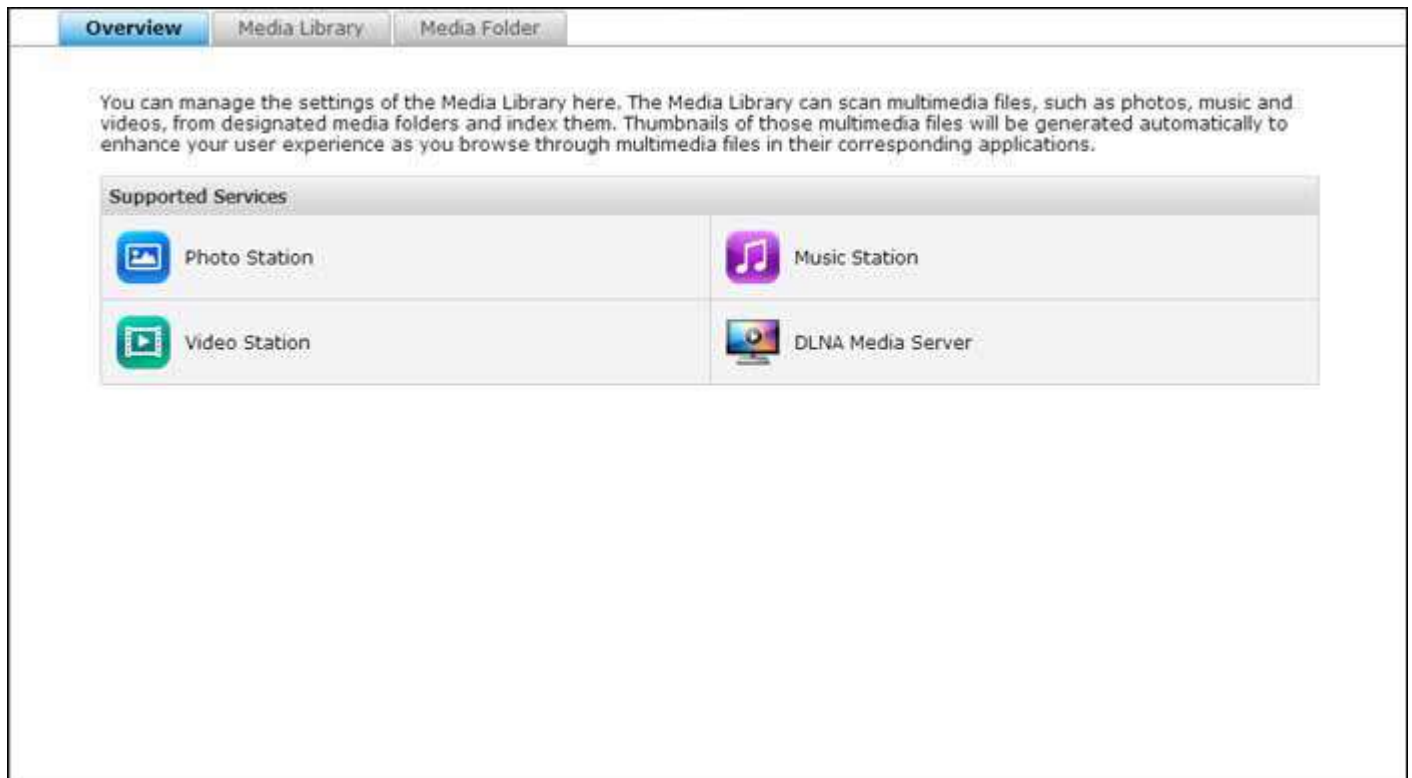 Overview Media Library Media Folder
You can manage the settings of the Media Library here. The Media Library can scan multimedia files, such as photos, music and
videos, from designated media folders and index them. Thumbnails of those multimedia files will be generated automatically to
enhance your user experience as you browse through multimedia files in their corresponding applications.
Supported Services
Photo Station Music Station
Video Station DLNA Media Server